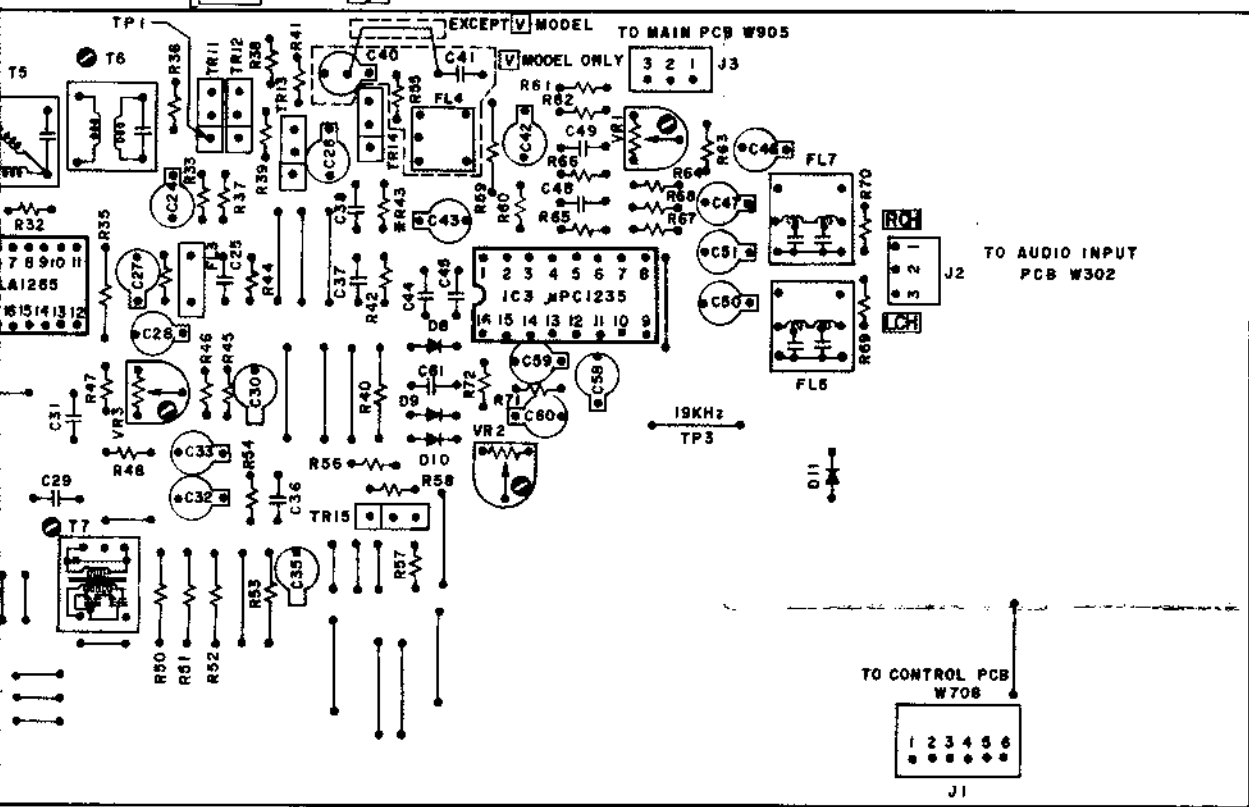 TP1
EXCEPT V MODEL
TO MAIN PCB W905
T5
T6
R36
TR11
TR12
R38
R41
TR13
C40
C41
V MODEL ONLY
3 2 1
J3
R55
FL4
R61
R62
C49
VR1
R39
C26
TR14
C42
R66
R63
C46
FL7
R33
R64
C24
R37
C38
*R43
C43
R59
R60
C48
R65
R68
R67
C47
R70
RCH
R32
R35
7 8 9 10 11
LA1265
16 15 14 13 12
C27
FL3
C25
R44
C37
R42
C44
C45
1 2 3 4 5 6 7 8
IC3 μPC1235
16 15 14 13 12 11 10 9
C51
C50
1
2
3
J2
TO AUDIO INPUT
PCB W302
LCH
R69
FL6
C28
D8
C59
C58
R47
R46
R45
C30
R40
C61
R72
R71
C60
C31
VR3
D9
VR2
19KHz
TP3
R48
C33
R54
R56
D10
C29
C32
C36
R58
D11
T7
TR15
C35
R57
R53
R50
R51
R52
TO CONTROL PCB
W708
1 2 3 4 5 6
J1